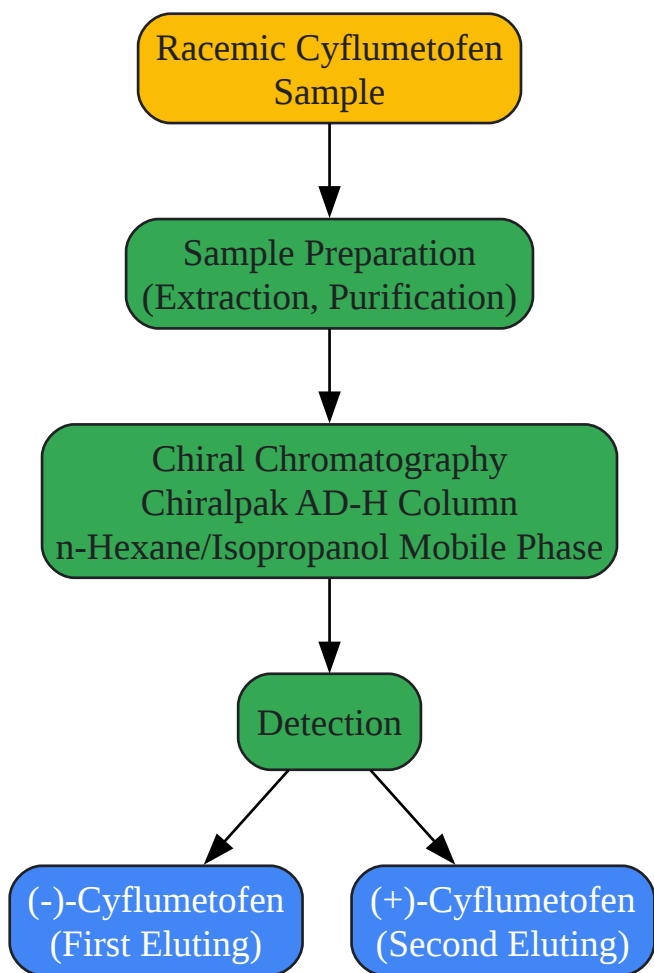 Racemic Cyflumetofen
Sample
Sample Preparation
(Extraction, Purification)
Chiral Chromatography
Chiralpak AD-H Column
n-Hexane/Isopropanol Mobile Phase
Detection
(-)-Cyflumetofen
(First Eluting)
(+)-Cyflumetofen
(Second Eluting)